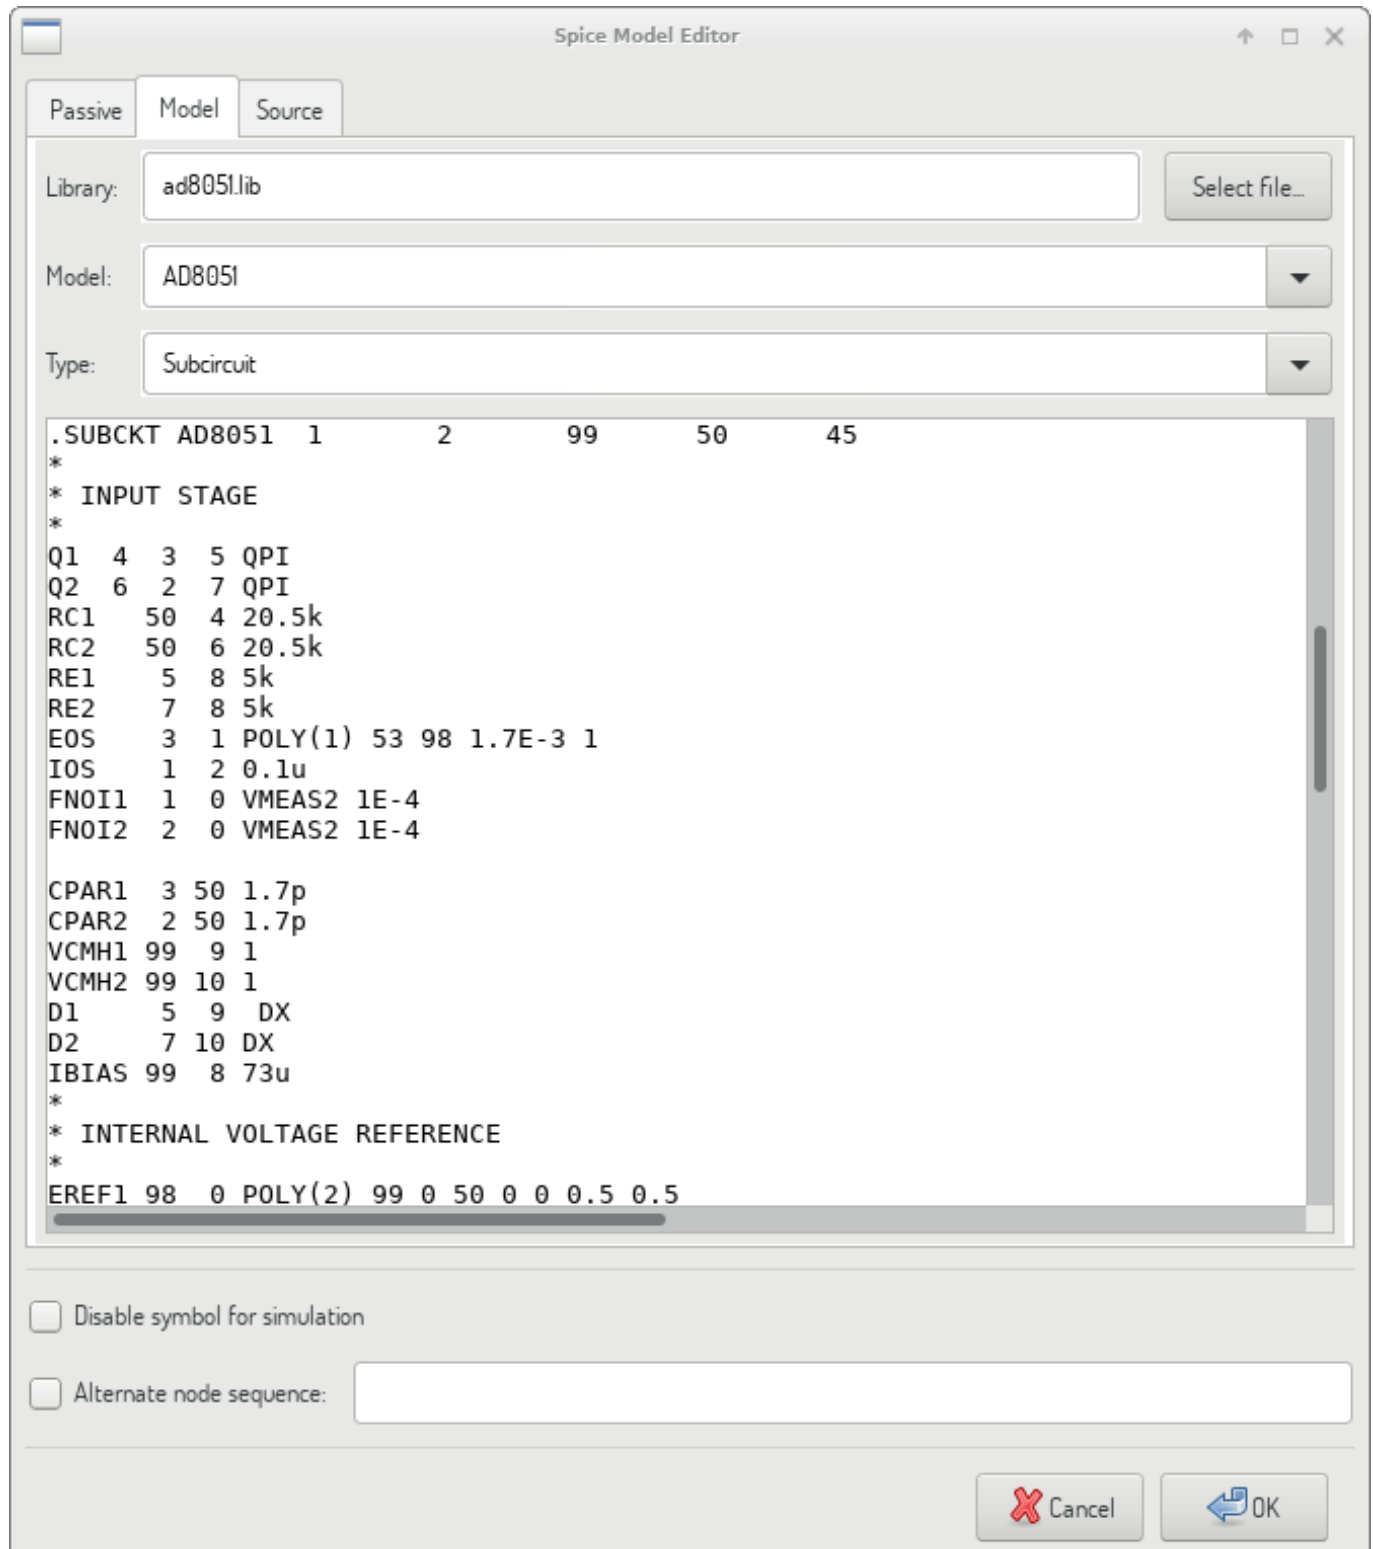 Spice Model Editor
Passive Model Source
Library: ad8051.lib Select file...
Model: AD8051
Type: Subcircuit
.SUBCKT AD8051  1       2       99      50      45
*
* INPUT STAGE
*
Q1  4  3  5 QPI
Q2  6  2  7 QPI
RC1   50  4 20.5k
RC2   50  6 20.5k
RE1    5  8 5k
RE2    7  8 5k
EOS    3  1 POLY(1) 53 98 1.7E-3 1
IOS    1  2 0.1u
FNOI1  1  0 VMEAS2 1E-4
FNOI2  2  0 VMEAS2 1E-4
CPAR1  3 50 1.7p
CPAR2  2 50 1.7p
VCMH1 99  9 1
VCMH2 99 10 1
D1     5  9  DX
D2     7 10 DX
IBIAS 99  8 73u
*
* INTERNAL VOLTAGE REFERENCE
*
EREF1 98  0 POLY(2) 99 0 50 0 0 0.5 0.5
Disable symbol for simulation
Alternate node sequence:
Cancel OK